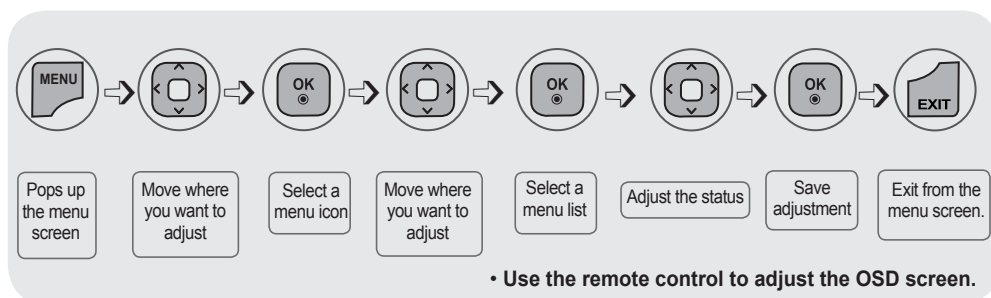 MENU
OK
OK
OK
EXIT
Pops up
the menu
screen
Move where
you want to
adjust
Select a
menu icon
Move where
you want to
adjust
Select a
menu list
Adjust the status
Save
adjustment
Exit from the
menu screen.
• Use the remote control to adjust the OSD screen.